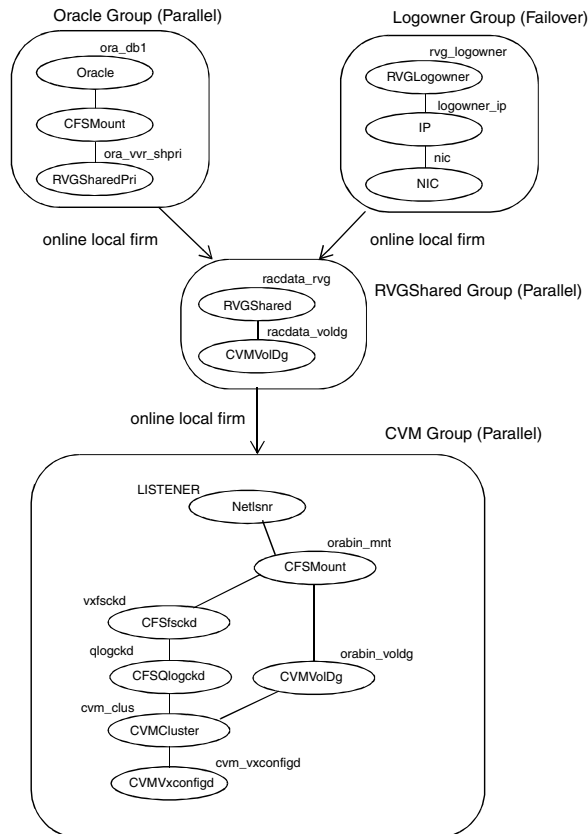 Oracle Group (Parallel)
ora_db1
Oracle
CFSMount
ora_vvr_shpri
RVGSharedPri
Logowner Group (Failover)
rvg_logowner
RVGLogowner
logowner_ip
IP
nic
NIC
online local firm
online local firm
RVGShared Group (Parallel)
racdata_rvg
RVGShared
racdata_voldg
CVMVolDg
online local firm
CVM Group (Parallel)
LISTENER
Netlsnr
orabin_mnt
CFSMount
vxfsckd
CFSfsckd
qlogckd
CFSQlogckd
orabin_voldg
CVMVolDg
cvm_clus
CVMCluster
cvm_vxconfigd
CVMVxconfigd